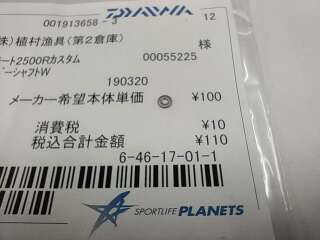 DAIWA
001913658-3 12
株)植村漁具(第2倉庫) 様
ート2500Rカスタム 00055225
ーシャフトW
190320
メーカー希望本体単価 ¥100
消費税 ¥10
税込合計金額 ¥110
6-46-17-01-1
SPORTLIFE PLANETS